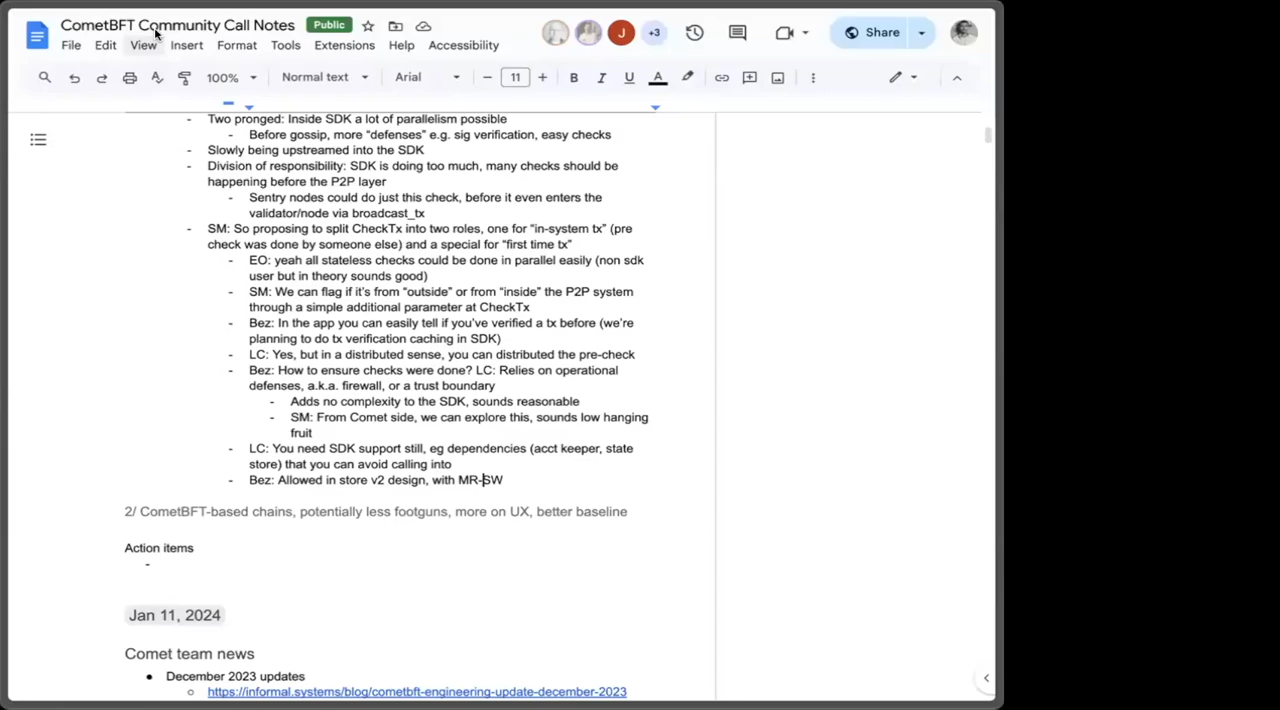 CometBFT Community Call Notes Public
J +3 Share
File Edit View Insert Format Tools Extensions Help Accessibility
100% Normal text Arial 11 B I U A
- Two pronged: Inside SDK a lot of parallelism possible
- Before gossip, more “defenses” e.g. sig verification, easy checks
- Slowly being upstreamed into the SDK
- Division of responsibility: SDK is doing too much, many checks should be
happening before the P2P layer
- Sentry nodes could do just this check, before it even enters the
validator/node via broadcast_tx
- SM: So proposing to split CheckTx into two roles, one for “in-system tx” (pre
check was done by someone else) and a special for “first time tx”
- EO: yeah all stateless checks could be done in parallel easily (non sdk
user but in theory sounds good)
- SM: We can flag if it’s from “outside” or from “inside” the P2P system
through a simple additional parameter at CheckTx
- Bez: In the app you can easily tell if you’ve verified a tx before (we’re
planning to do tx verification caching in SDK)
- LC: Yes, but in a distributed sense, you can distributed the pre-check
- Bez: How to ensure checks were done? LC: Relies on operational
defenses, a.k.a. firewall, or a trust boundary
- Adds no complexity to the SDK, sounds reasonable
- SM: From Comet side, we can explore this, sounds low hanging
fruit
- LC: You need SDK support still, eg dependencies (acct keeper, state
store) that you can avoid calling into
- Bez: Allowed in store v2 design, with MR-SW
2/ CometBFT-based chains, potentially less footguns, more on UX, better baseline
Action items
-
Jan 11, 2024
Comet team news
● December 2023 updates
○ https://informal.systems/blog/cometbft-engineering-update-december-2023